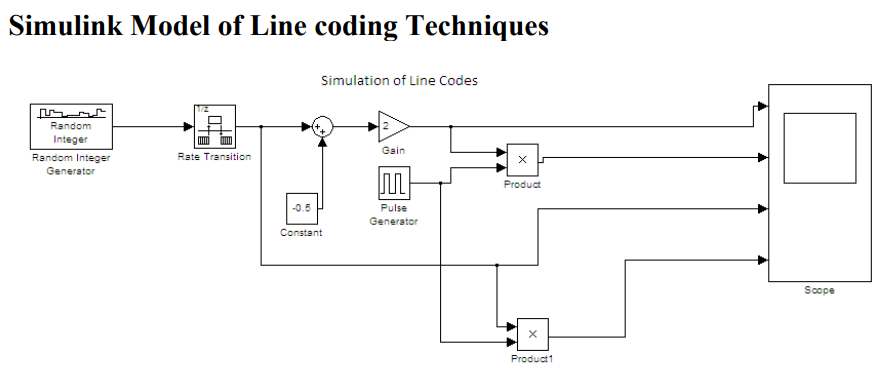 Simulink Model of Line coding Techniques
Simulation of Line Codes
Random
Integer
Random Integer
Generator
1/z
Rate Transition
++
2
Gain
-0.5
Constant
Pulse
Generator
×
Product
×
Product1
Scope